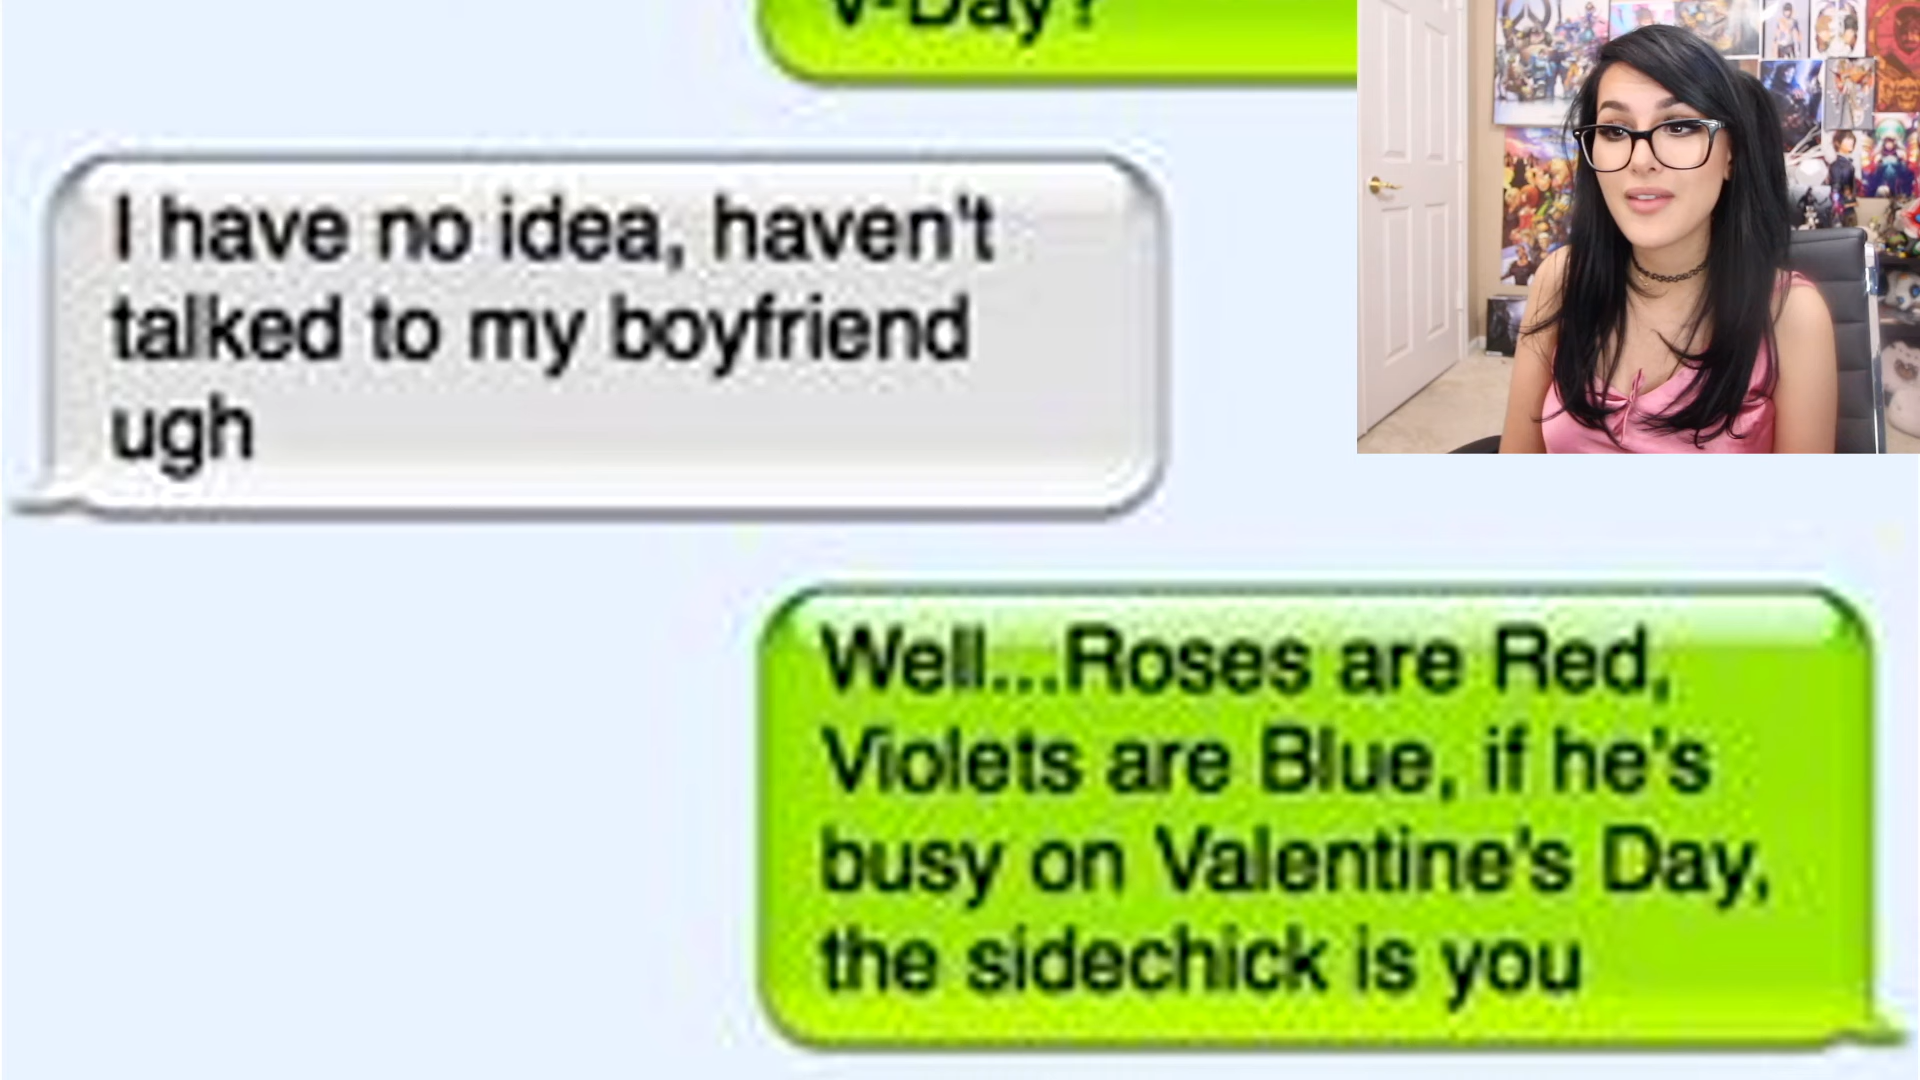 V-Day?
I have no idea, haven't
talked to my boyfriend
ugh
Well...Roses are Red,
Violets are Blue, if he's
busy on Valentine's Day,
the sidechick is you